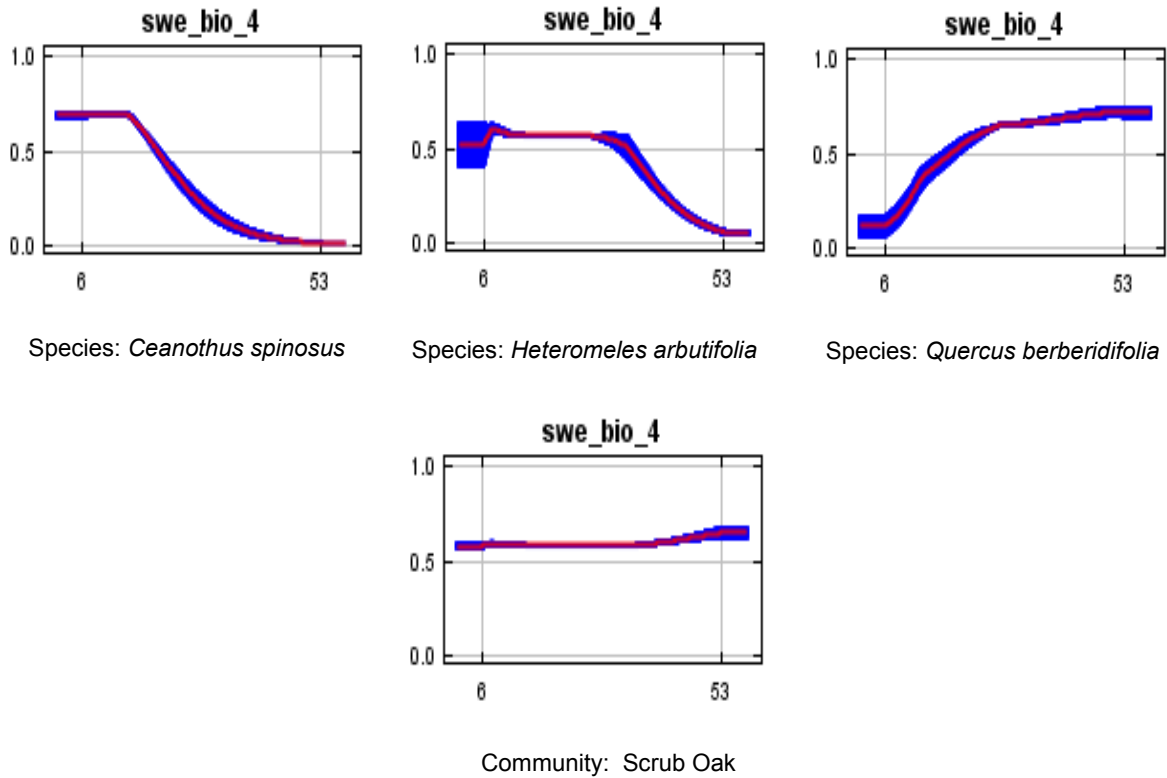 swe_bio_4
swe_bio_4
swe_bio_4
1.0
0.5
0.0
6
53
1.0
0.5
0.0
6
53
1.0
0.5
0.0
6
53
Species: Ceanothus spinosus
Species: Heteromeles arbutifolia
Species: Quercus berberidifolia
swe_bio_4
1.0
0.5
0.0
6
53
Community: Scrub Oak